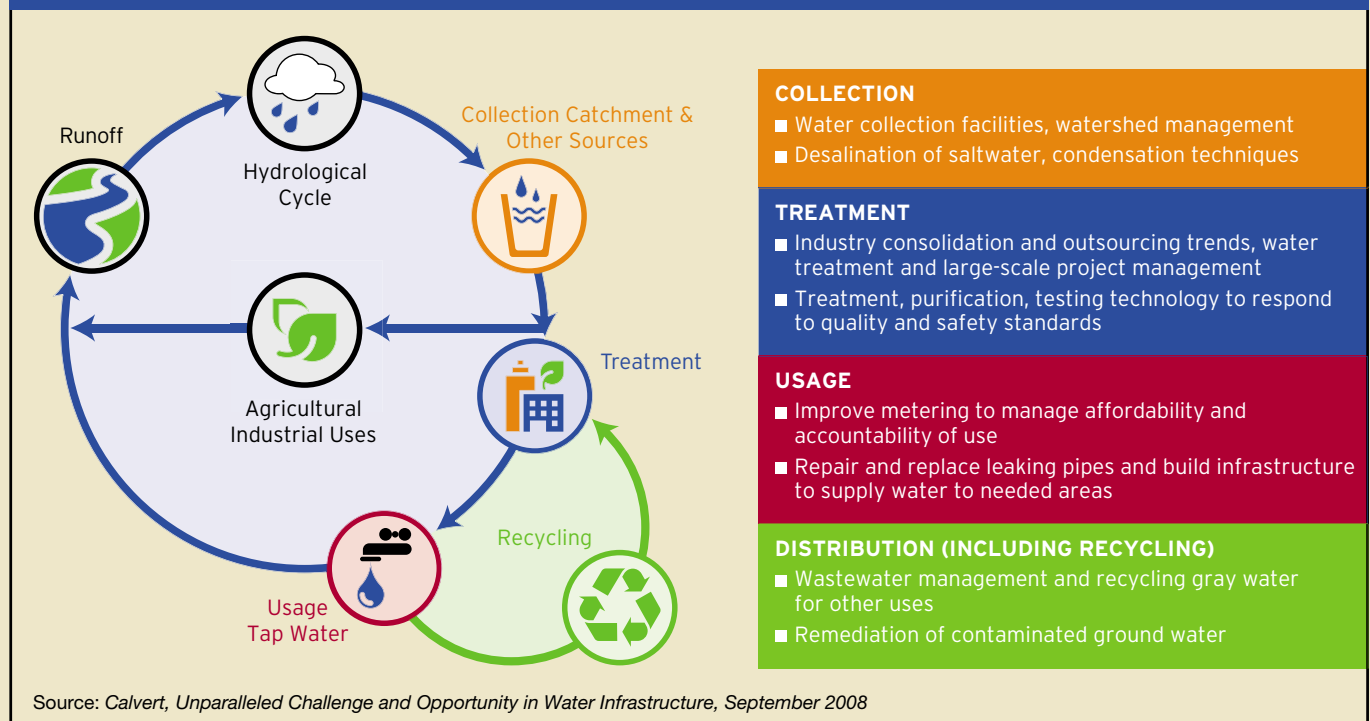 Runoff
Hydrological
Cycle
Collection Catchment &
Other Sources
Agricultural
Industrial Uses
Treatment
Recycling
Usage
Tap Water
COLLECTION
■ Water collection facilities, watershed management
■ Desalination of saltwater, condensation techniques
TREATMENT
■ Industry consolidation and outsourcing trends, water
treatment and large-scale project management
■ Treatment, purification, testing technology to respond
to quality and safety standards
USAGE
■ Improve metering to manage affordability and
accountability of use
■ Repair and replace leaking pipes and build infrastructure
to supply water to needed areas
DISTRIBUTION (INCLUDING RECYCLING)
■ Wastewater management and recycling gray water
for other uses
■ Remediation of contaminated ground water
Source: Calvert, Unparalleled Challenge and Opportunity in Water Infrastructure, September 2008